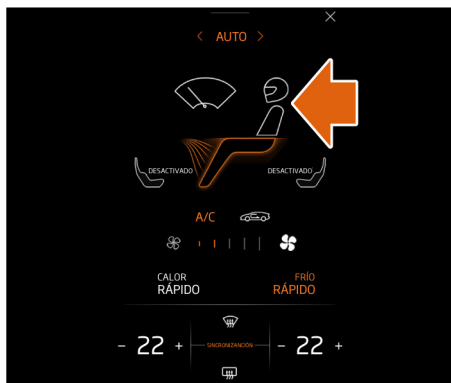 AUTO
DESACTIVADO
DESACTIVADO
A/C
CALOR
RÁPIDO
FRÍO
RÁPIDO
- 22 +
SINCRONIZACIÓN
- 22 +